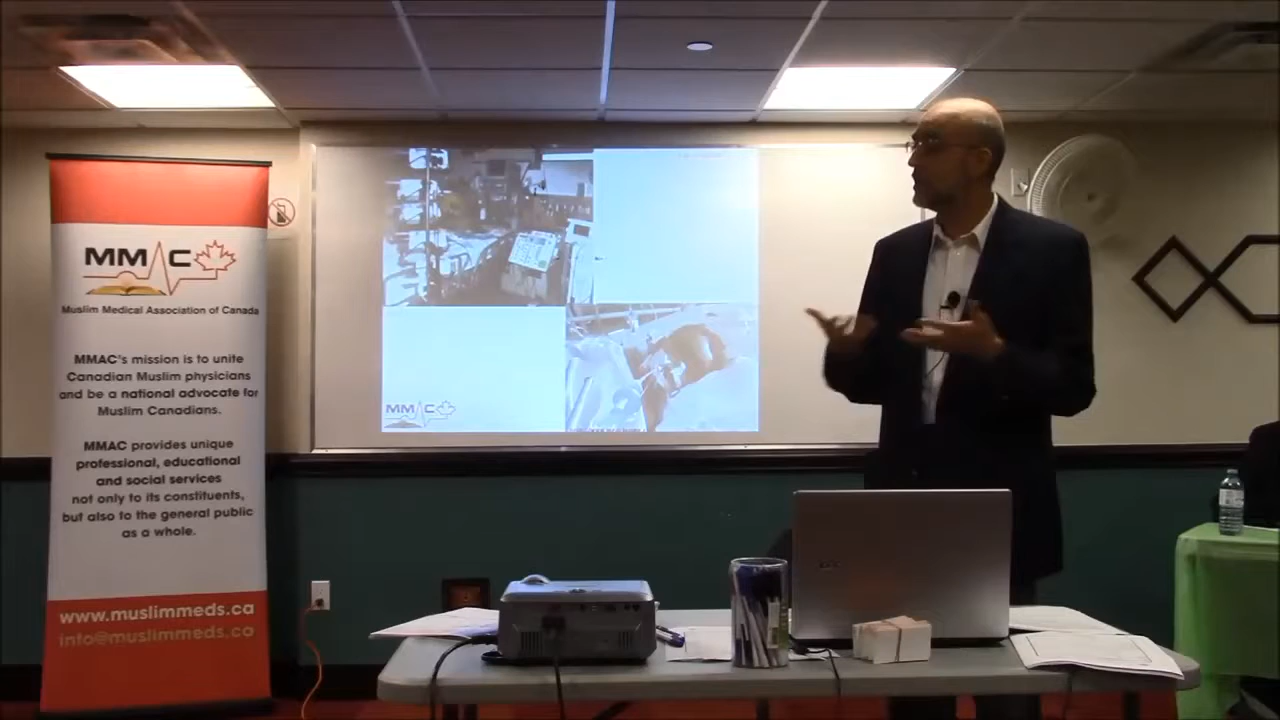 MMAC
Muslim Medical Association of Canada
MMAC's mission is to unite
Canadian Muslim physicians
and be a national advocate for
Muslim Canadians.
MMAC provides unique
professional, educational
and social services
not only to its constituents,
but also to the general public
as a whole.
www.muslimmeds.ca
info@muslimmeds.ca
MMAC